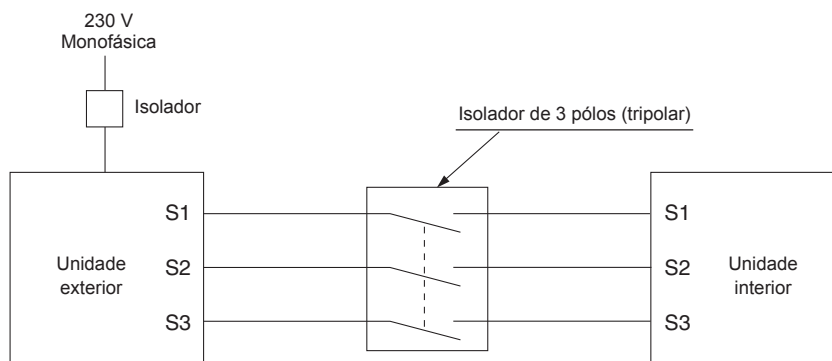 230 V
Monofásica
Isolador
Isolador de 3 pólos (tripolar)
S1
S1
Unidade
exterior
S2
S2
Unidade
interior
S3
S3